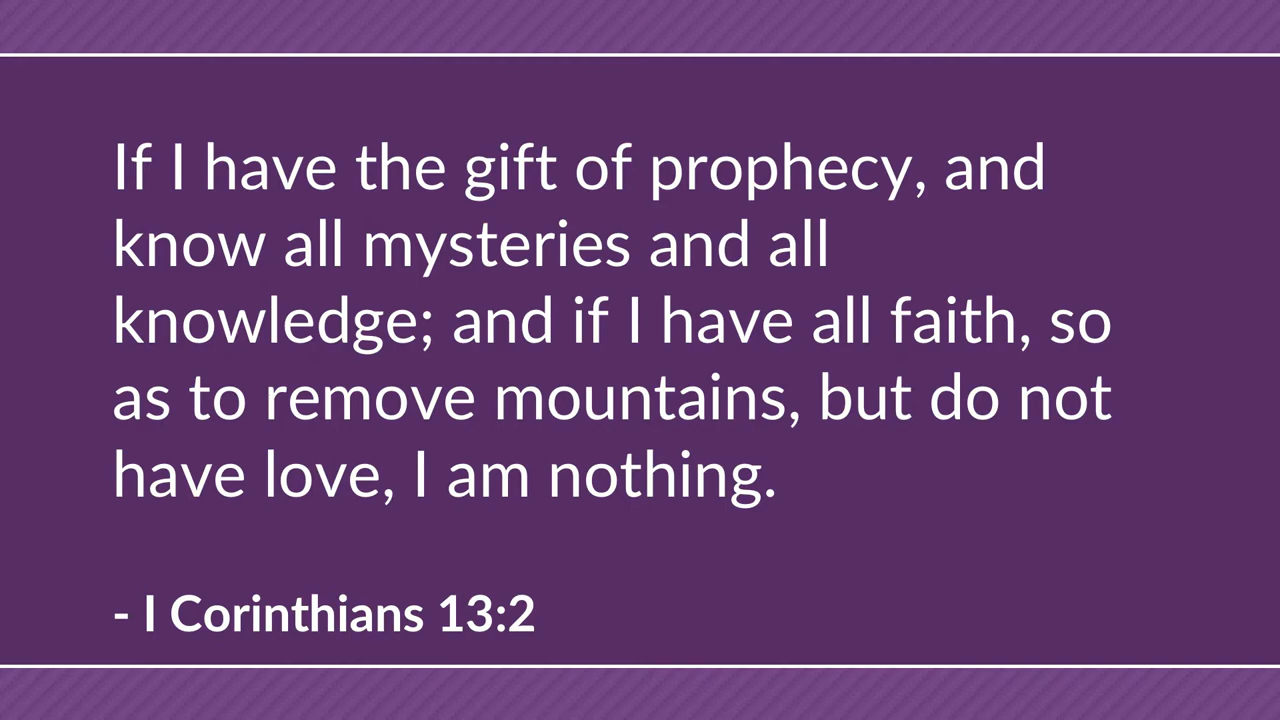 If I have the gift of prophecy, and
know all mysteries and all
knowledge; and if I have all faith, so
as to remove mountains, but do not
have love, I am nothing.
- I Corinthians 13:2